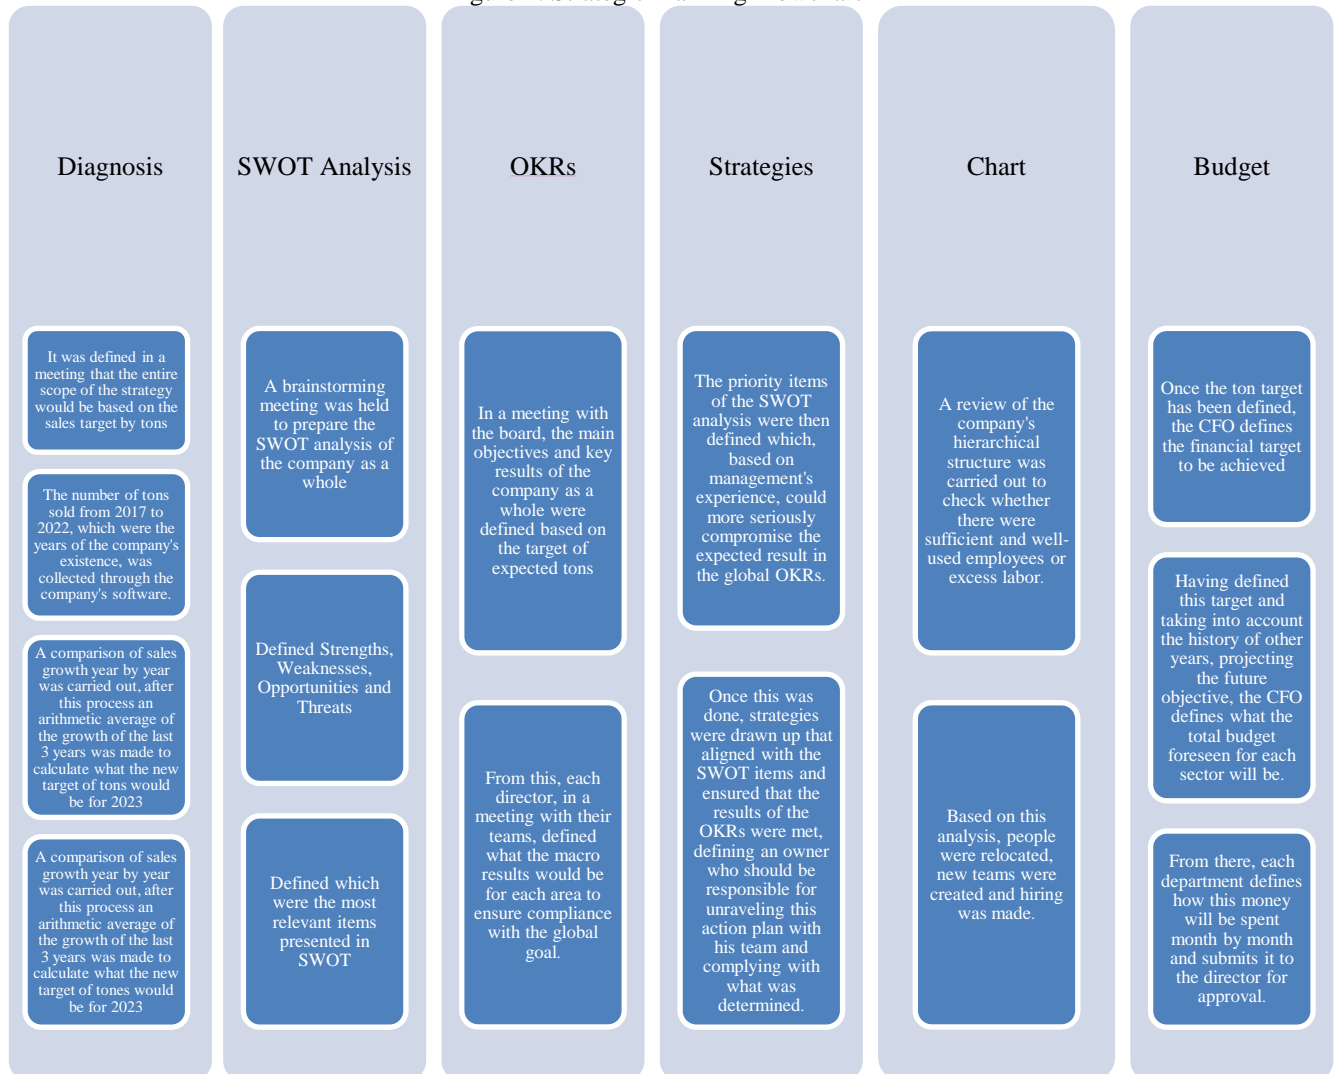 Diagnosis
It was defined in a
meeting that the entire
scope of the strategy
would be based on the
sales target by tons
The number of tons
sold from 2017 to
2022, which were the
years of the company's
existence, was
collected through the
company's software.
A comparison of sales
growth year by year
was carried out, after
this process an
arithmetic average of
the growth of the last
3 years was made to
calculate what the new
target of tons would
be for 2023
A comparison of sales
growth year by year
was carried out, after
this process an
arithmetic average of
the growth of the last
3 years was made to
calculate what the new
target of tones would
be for 2023
SWOT Analysis
A brainstorming
meeting was held
to prepare the
SWOT analysis of
the company as a
whole
Defined Strengths,
Weaknesses,
Opportunities and
Threats
Defined which
were the most
relevant items
presented in
SWOT
OKRs
In a meeting with
the board, the main
objectives and key
results of the
company as a
whole were
defined based on
the target of
expected tons
From this, each
director, in a
meeting with their
teams, defined
what the macro
results would be
for each area to
ensure compliance
with the global
goal.
Strategies
The priority items
of the SWOT
analysis were then
defined which,
based on
management's
experience, could
more seriously
compromise the
expected result in
the global OKRs.
Once this was
done, strategies
were drawn up that
aligned with the
SWOT items and
ensured that the
results of the
OKRs were met,
defining an owner
who should be
responsible for
unraveling this
action plan with
his team and
complying with
what was
determined.
Chart
A review of the
company's
hierarchical
structure was
carried out to
check whether
there were
sufficient and well-
used employees or
excess labor.
Based on this
analysis, people
were relocated,
new teams were
created and hiring
was made.
Budget
Once the ton target
has been defined,
the CFO defines
the financial target
to be achieved
Having defined
this target and
taking into account
the history of other
years, projecting
the future
objective, the CFO
defines what the
total budget
foreseen for each
sector will be.
From there, each
department defines
how this money
will be spent
month by month
and submits it to
the director for
approval.